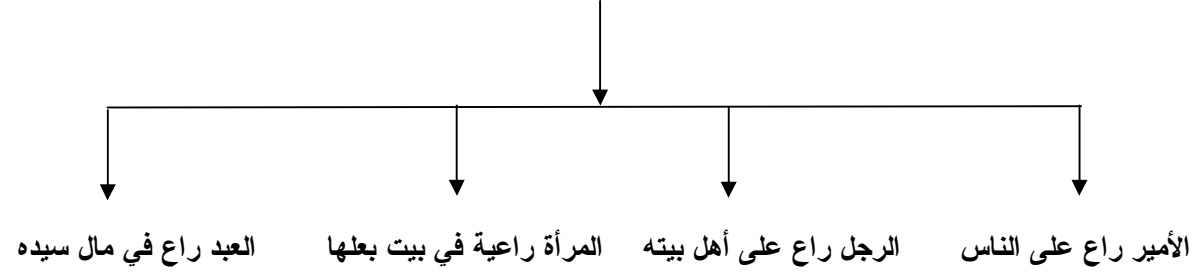 الأمير راع على الناس الرجل راع على أهل بيته المرأة راعية في بيت بعلها العبد راع في مال سيده